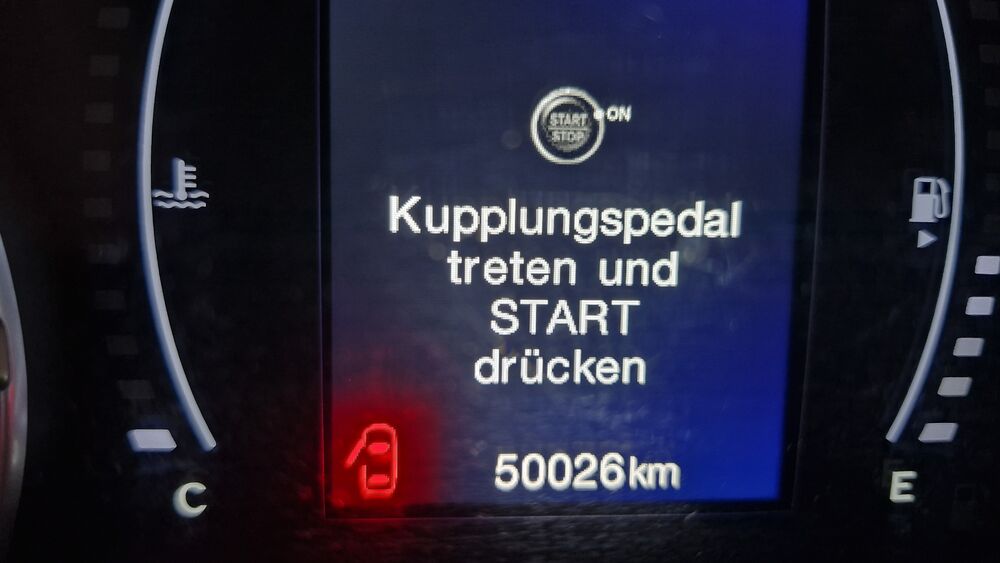 START
STOP
ON
Kupplungspedal
treten und
START
drücken
50026km
C
E